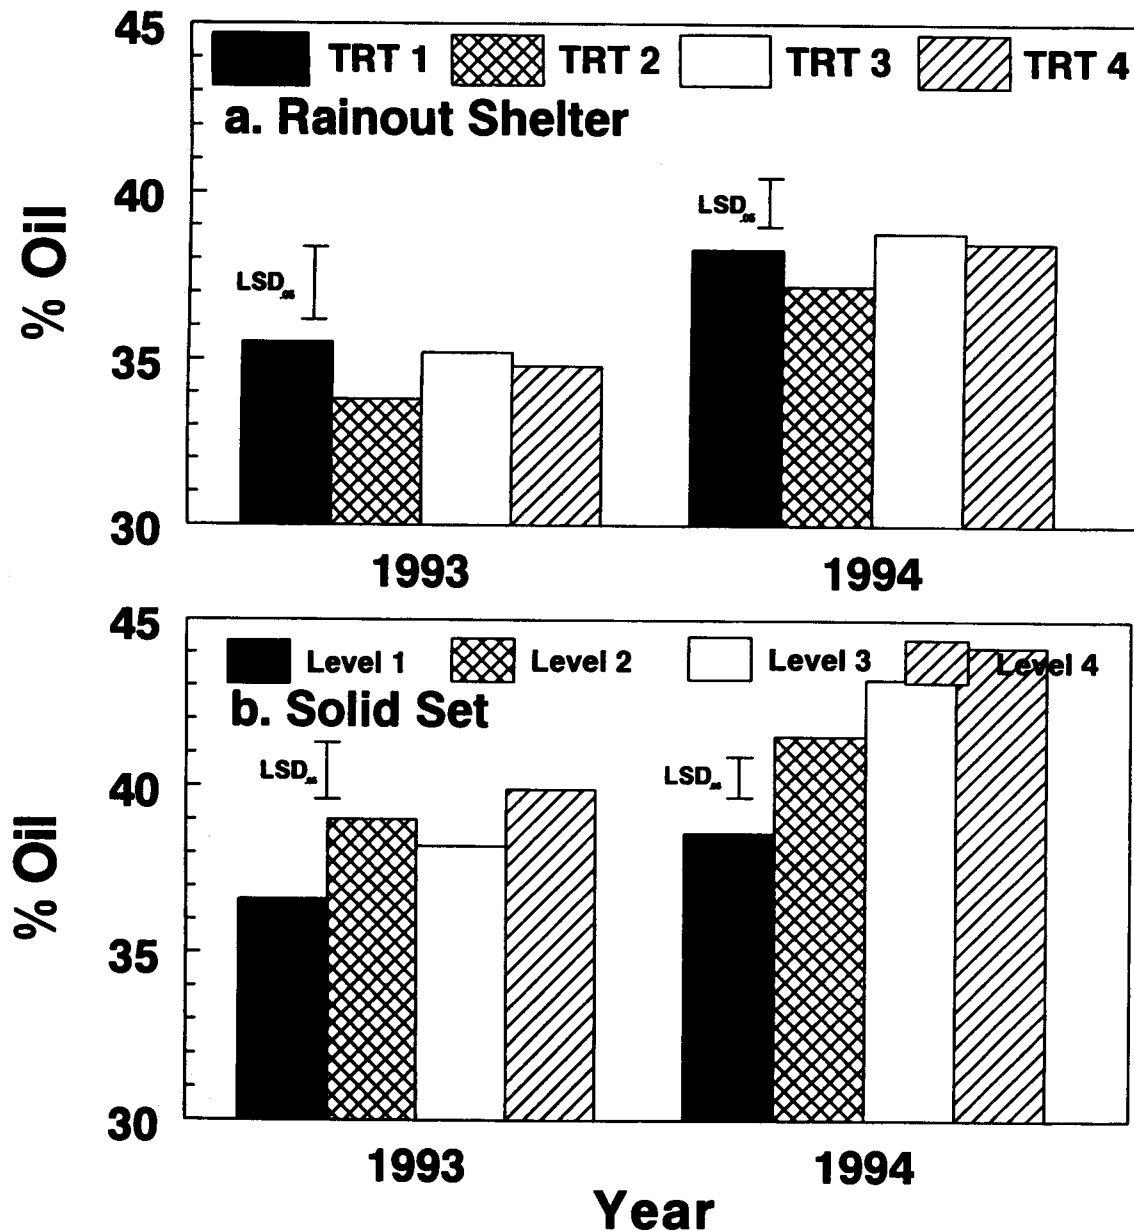 45
TRT 1 TRT 2 TRT 3 TRT 4
a. Rainout Shelter
40
LSD.05
% Oil
LSD.05
35
30
1993 1994
45
Level 1 Level 2 Level 3 Level 4
b. Solid Set
LSD.05 LSD.05
40
% Oil
35
30
1993 1994
Year